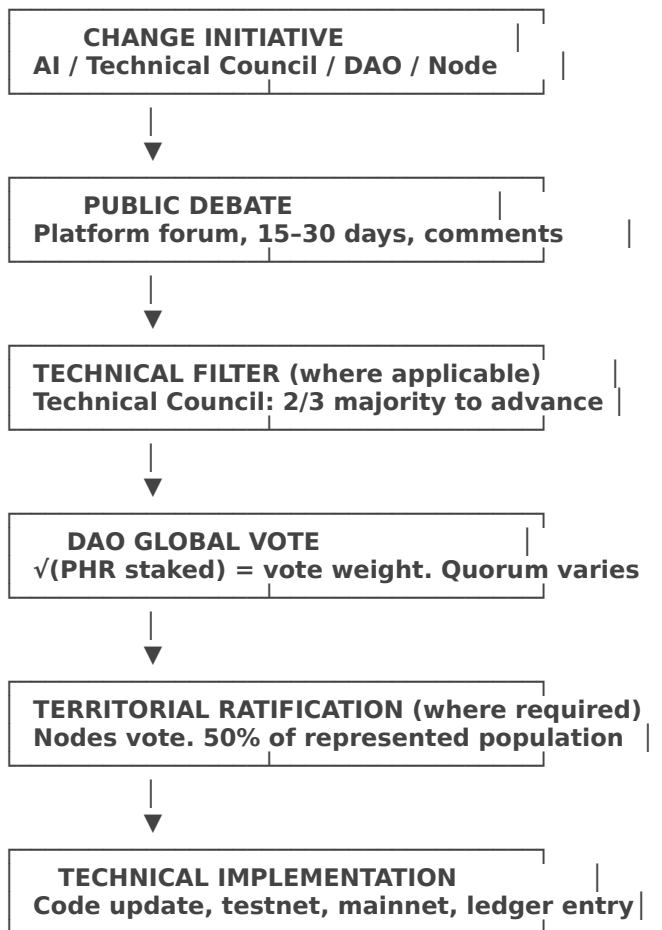 CHANGE INITIATIVE
AI / Technical Council / DAO / Node
PUBLIC DEBATE
Platform forum, 15–30 days, comments
TECHNICAL FILTER (where applicable)
Technical Council: 2/3 majority to advance
DAO GLOBAL VOTE
√(PHR staked) = vote weight. Quorum varies
TERRITORIAL RATIFICATION (where required)
Nodes vote. 50% of represented population
TECHNICAL IMPLEMENTATION
Code update, testnet, mainnet, ledger entry